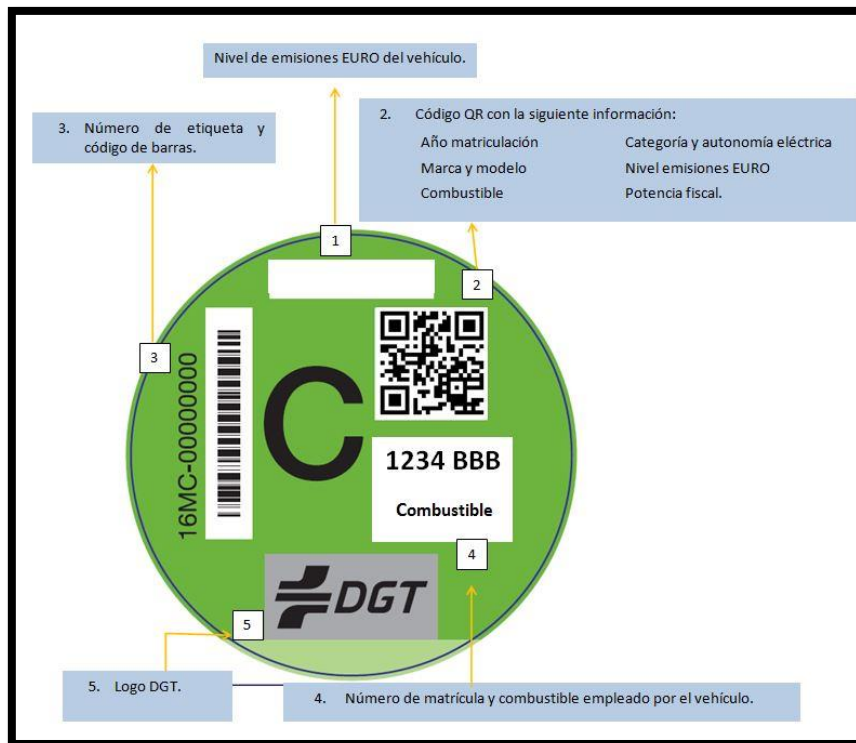 Nivel de emisiones EURO del vehículo.
2. Código QR con la siguiente información:
Año matriculación Categoría y autonomía eléctrica
Marca y modelo Nivel emisiones EURO
Combustible Potencia fiscal.
3. Número de etiqueta y
código de barras.
1
2
3
16MC-00000000
C
1234 BBB
Combustible
4
DGT
5
5. Logo DGT.
4. Número de matrícula y combustible empleado por el vehículo.